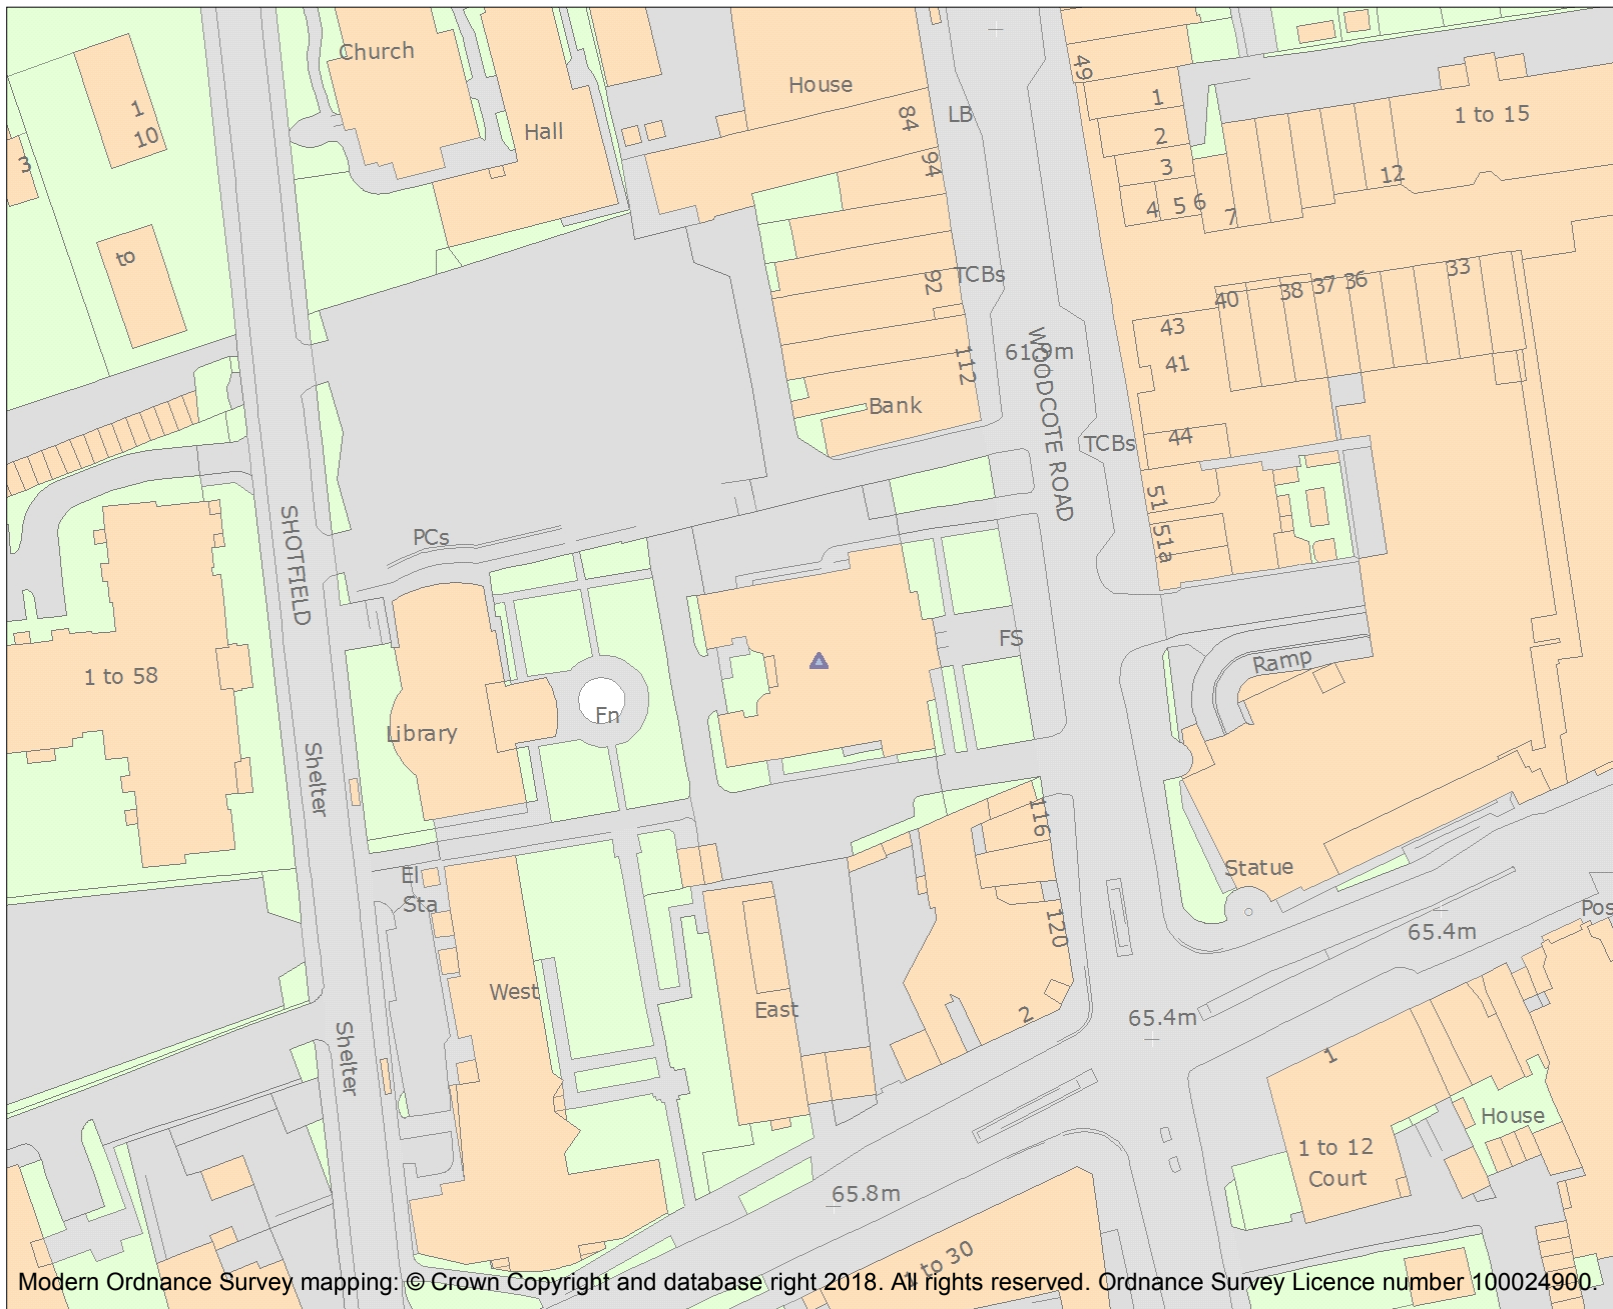 Church
House
49
1
10
Hall
84
LB
1
1 to 15
2
3
94
3
12
4
5
6
7
to
92
TCBs
40
38
37
36
33
43
61.9m
41
112
WOODCOTE ROAD
Bank
44
TCBs
51
51a
SHOTFIELD
PCs
FS
1 to 58
Ramp
Library
Fn
Shelter
116
Statue
El
Sta
120
65.4m
Pos
West
East
2
65.4m
Shelter
1
House
1 to 12
Court
65.8m
1 to 30
Modern Ordnance Survey mapping: © Crown Copyright and database right 2018. All rights reserved. Ordnance Survey Licence number 100024900.